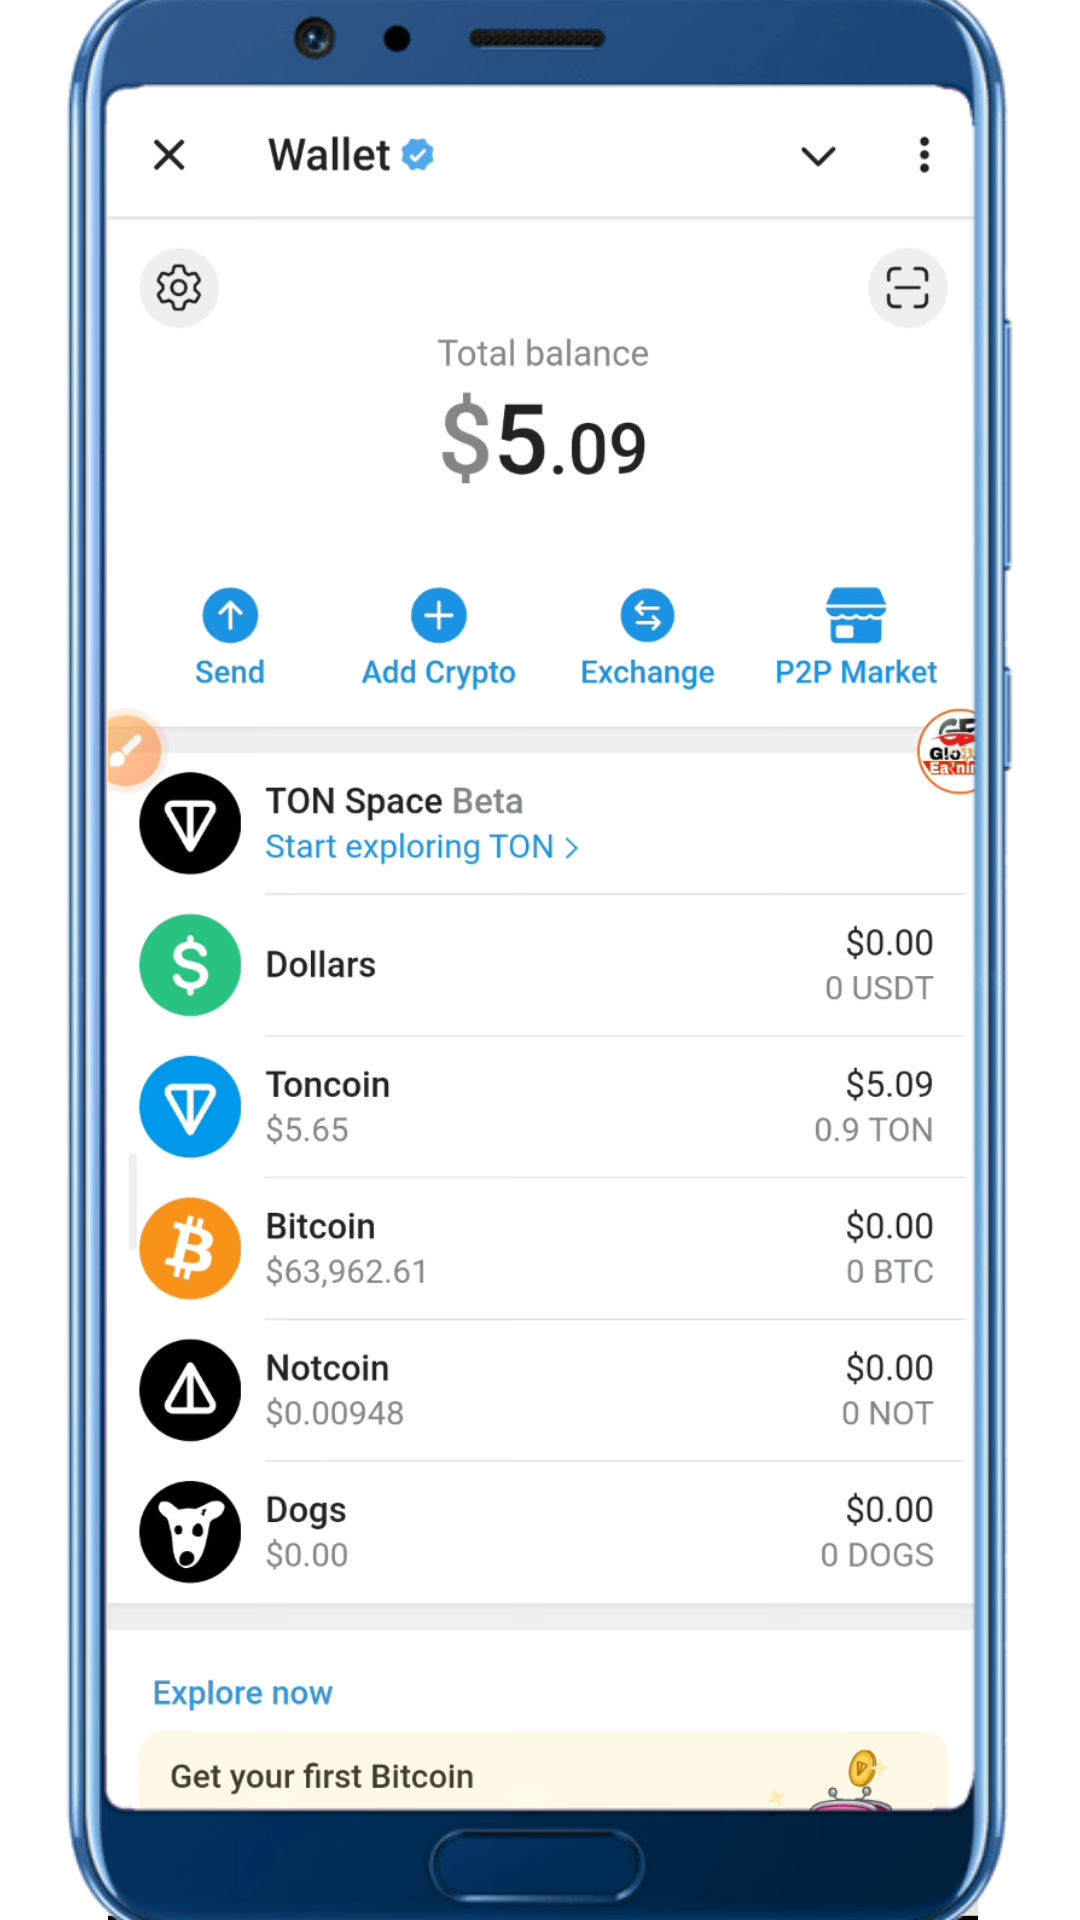 Wallet
Total balance
$5.09
Send
Add Crypto
Exchange
P2P Market
TON Space Beta
Start exploring TON >
Dollars
$0.00
0 USDT
Toncoin
$5.09
$5.65
0.9 TON
Bitcoin
$0.00
$63,962.61
0 BTC
Notcoin
$0.00
$0.00948
0 NOT
Dogs
$0.00
$0.00
0 DOGS
Explore now
Get your first Bitcoin